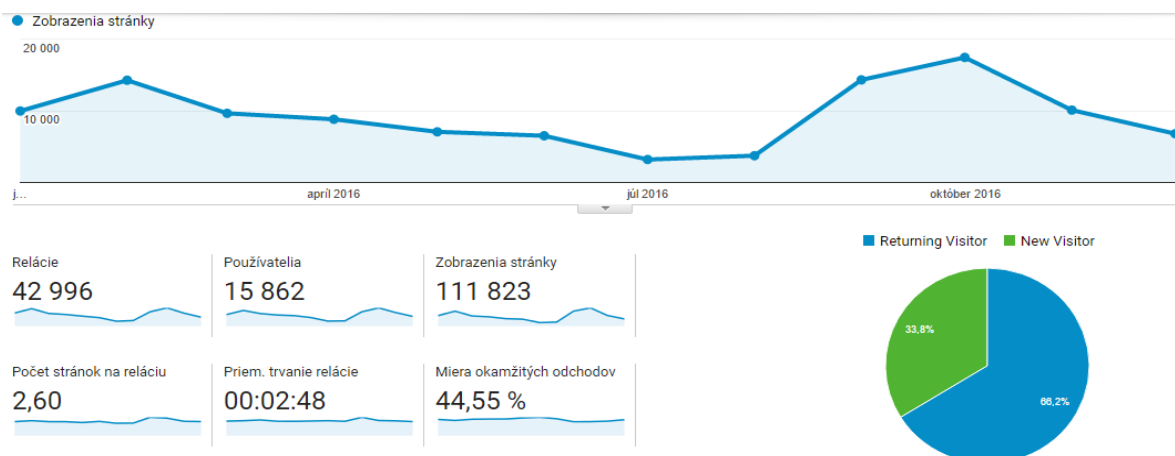 Zobrazenia stránky
20 000
10 000
j...
apríl 2016
júl 2016
október 2016
Returning Visitor
New Visitor
Relácie
42 996
Používatelia
15 862
Zobrazenia stránky
111 823
Počet stránok na reláciu
2,60
Priem. trvanie relácie
00:02:48
Miera okamžitých odchodov
44,55 %
33,8%
66,2%